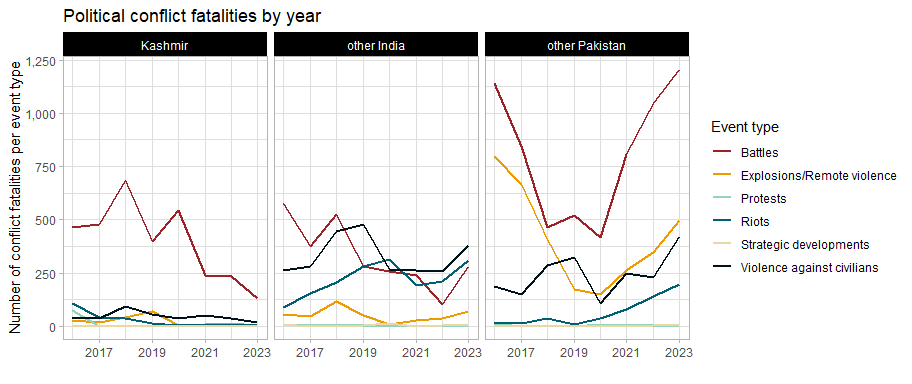 Political conflict fatalities by year
Kashmir
other India
other Pakistan
Number of conflict fatalities per event type
1,250
1,000
750
500
250
0
2017 2019 2021 2023
2017 2019 2021 2023
2017 2019 2021 2023
Event type
Battles
Explosions/Remote violence
Protests
Riots
Strategic developments
Violence against civilians